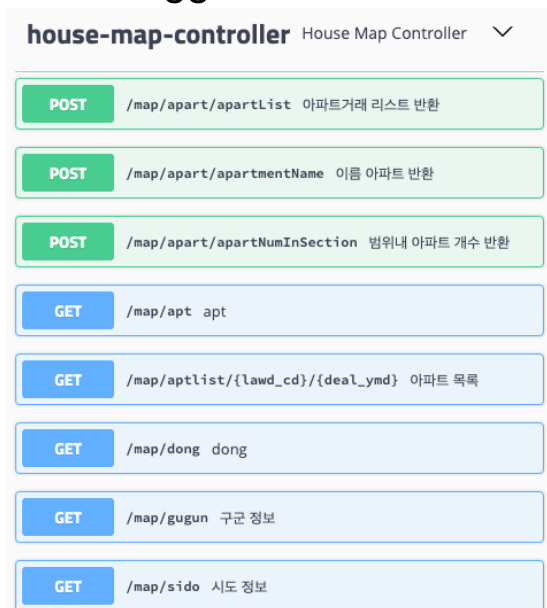 house-map-controller House Map Controller
POST /map/apart/apartList 아파트거래 리스트 반환
POST /map/apart/apartmentName 이름 아파트 반환
POST /map/apart/apartNumInSection 범위내 아파트 개수 반환
GET /map/apt apt
GET /map/aptlist/{lawd_cd}/{deal_ymd} 아파트 목록
GET /map/dong dong
GET /map/gugun 구군 정보
GET /map/sido 시도 정보